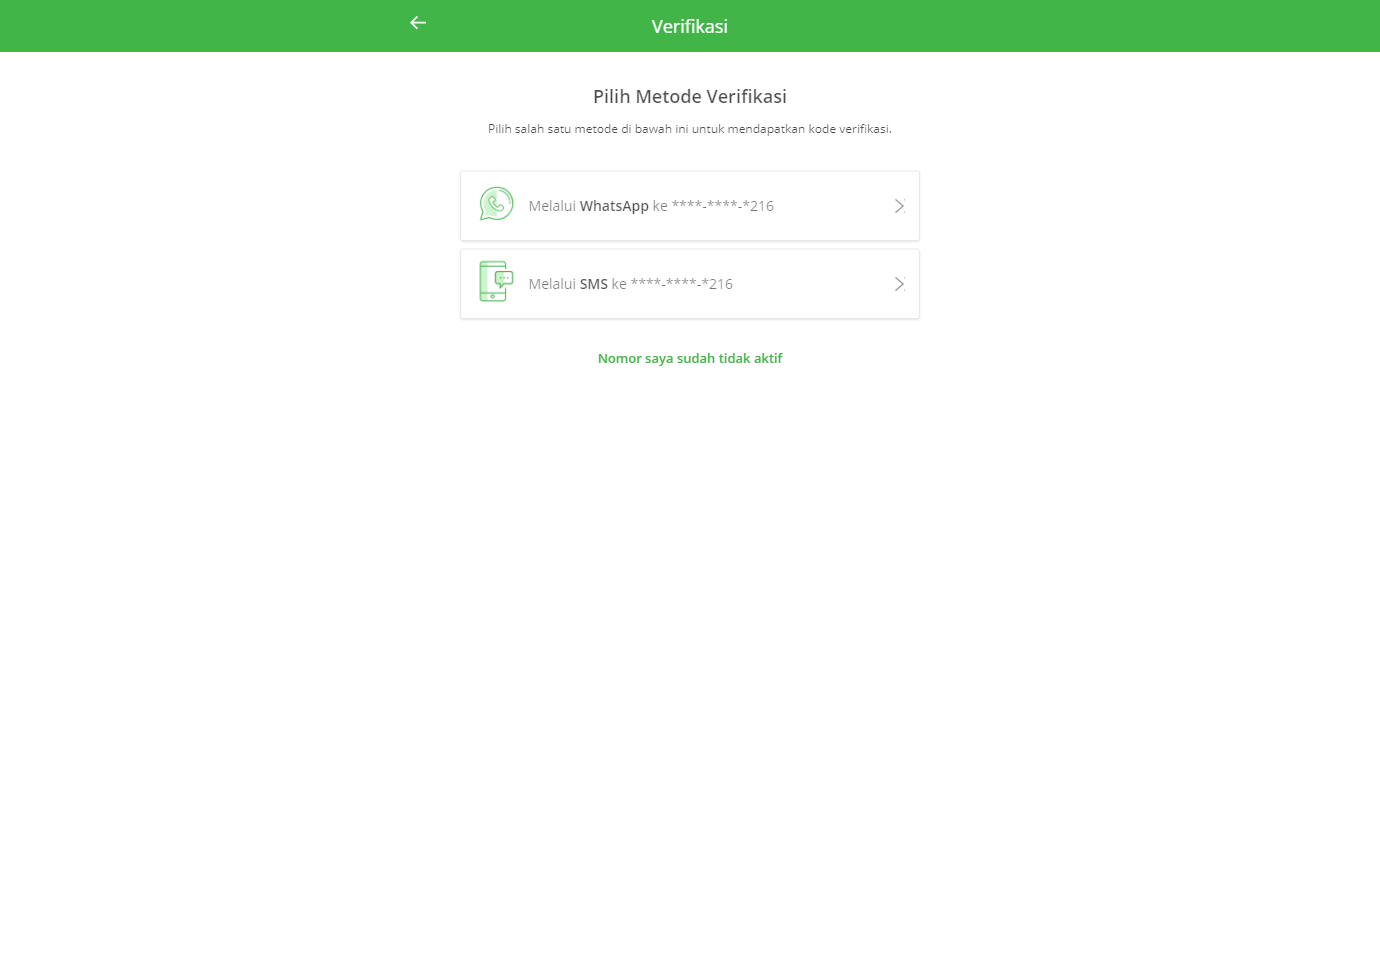 Verifikasi
Pilih Metode Verifikasi
Pilih salah satu metode di bawah ini untuk mendapatkan kode verifikasi.
Melalui WhatsApp ke ****-****-*216
Melalui SMS ke ****-****-*216
Nomor saya sudah tidak aktif